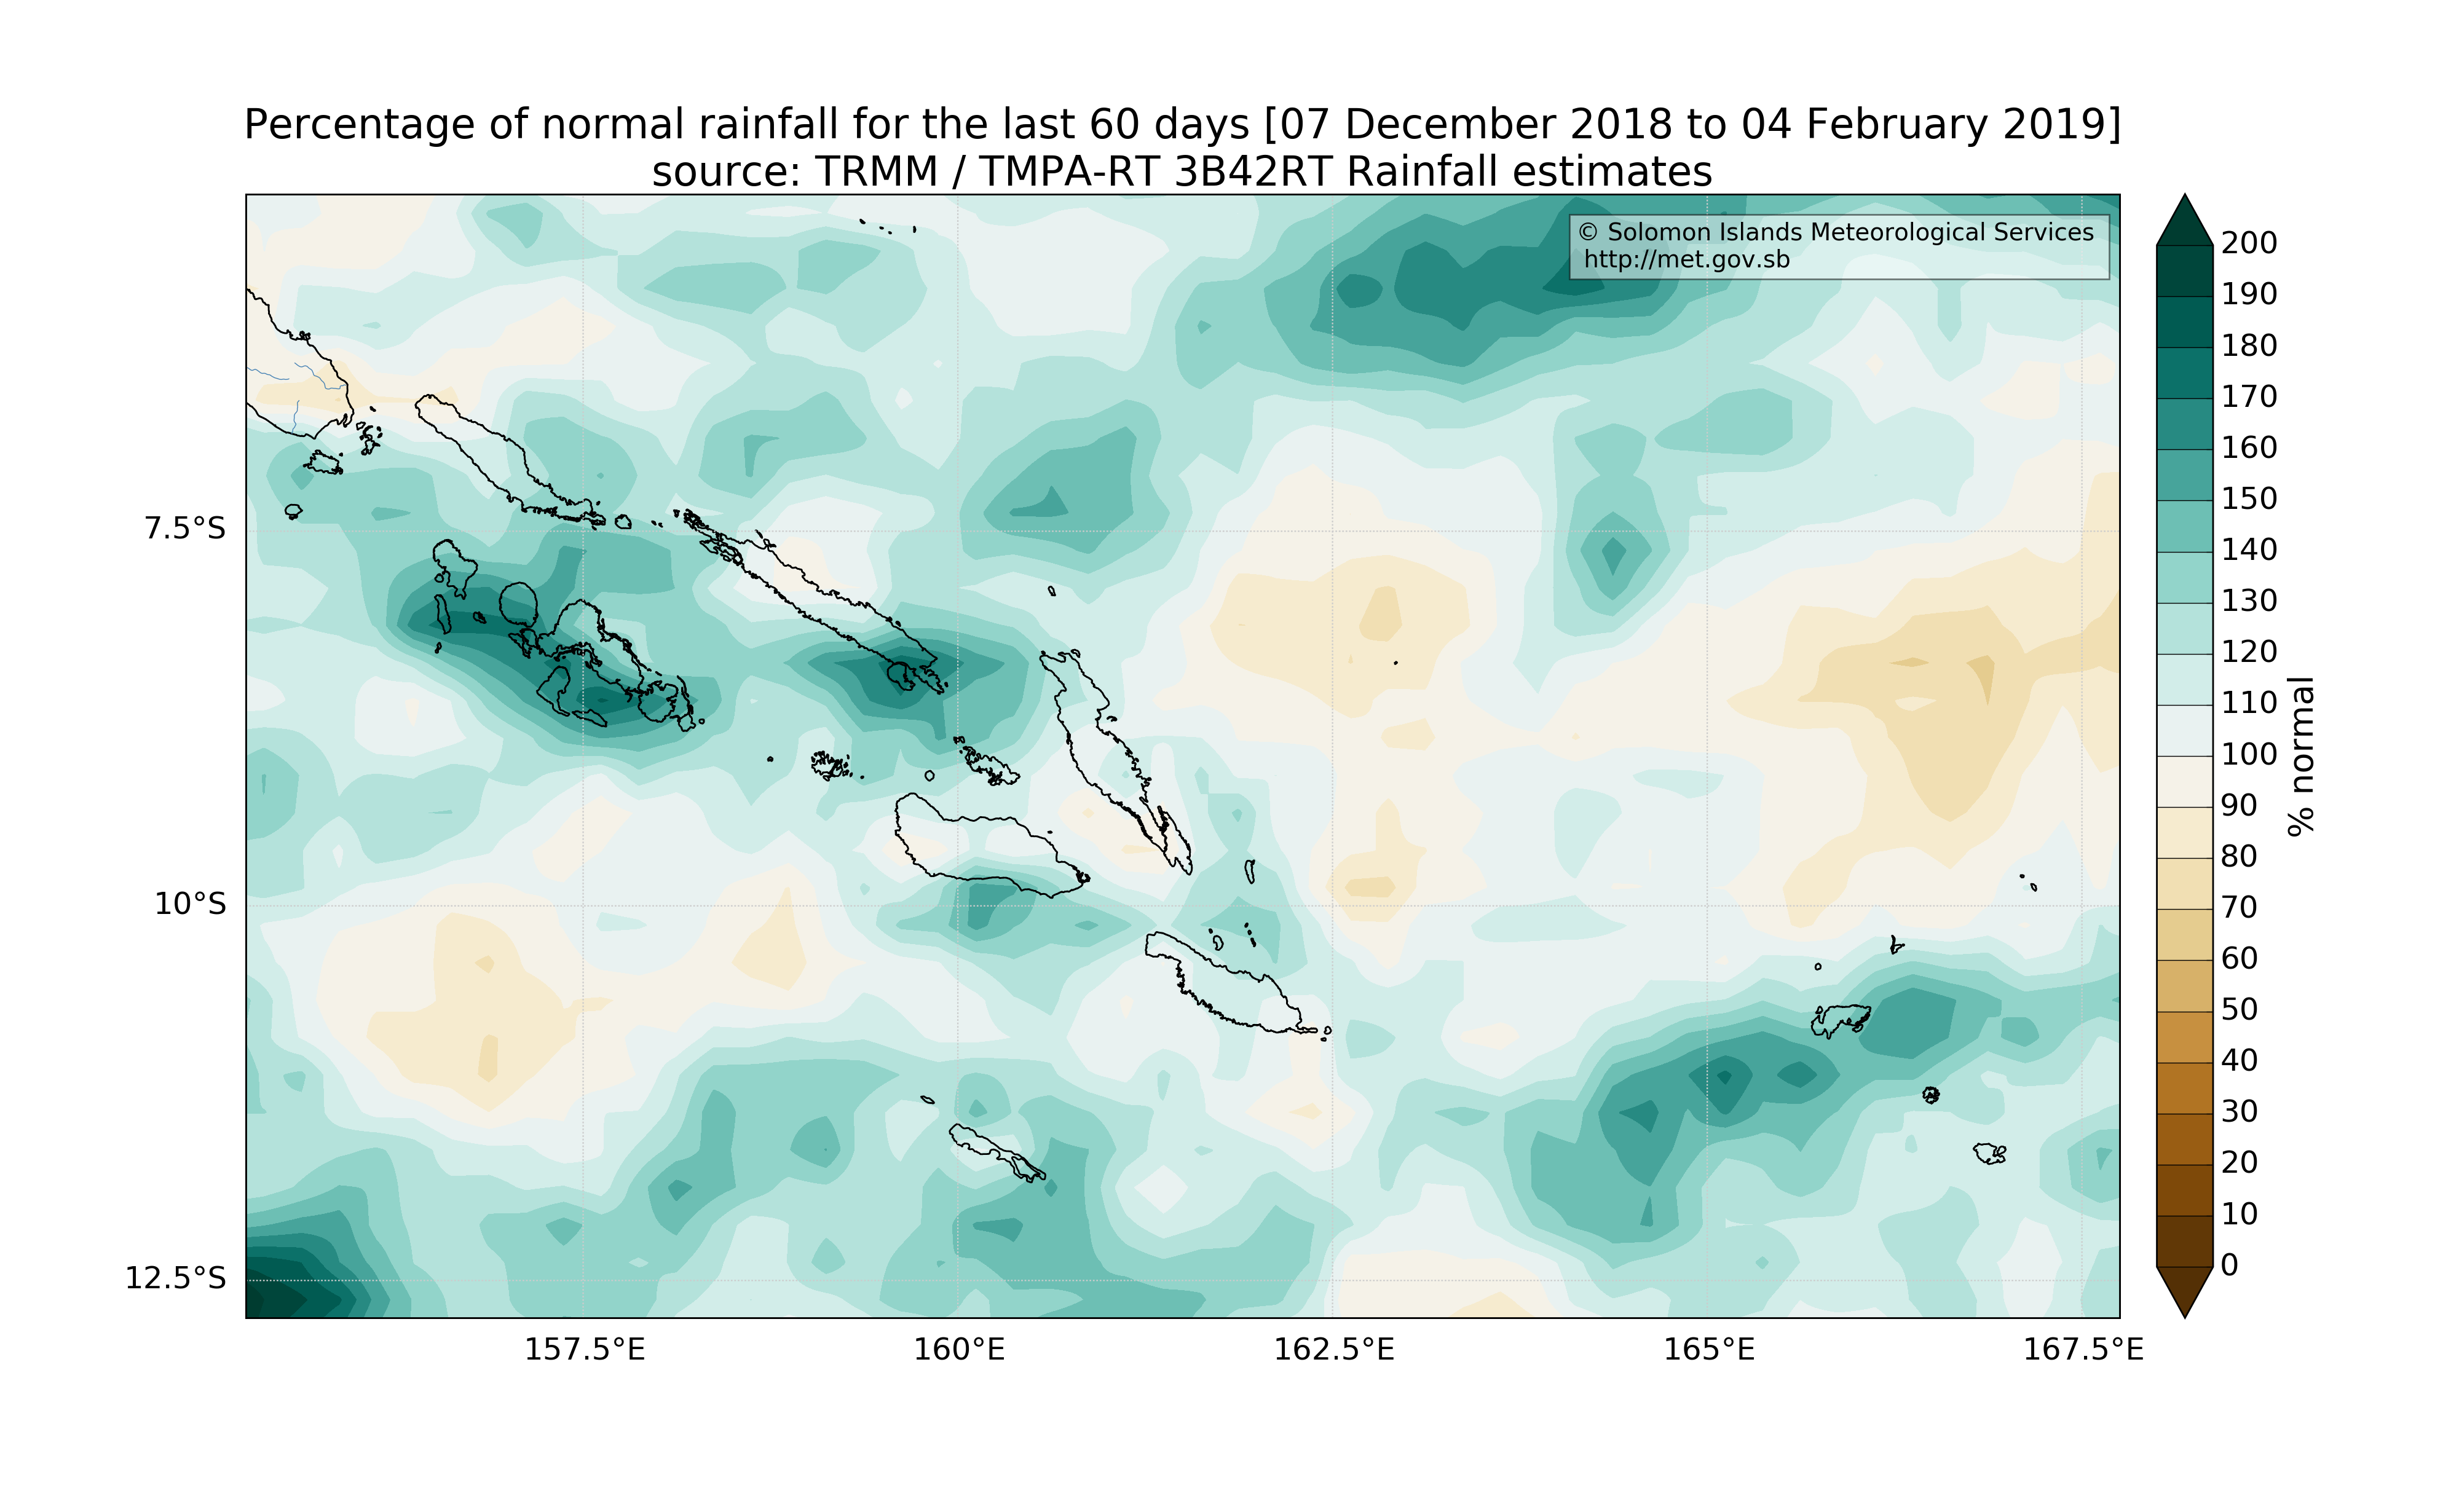 Percentage of normal rainfall for the last 60 days [07 December 2018 to 04 February 2019]
source: TRMM / TMPA-RT 3B42RT Rainfall estimates
© Solomon Islands Meteorological Services
http://met.gov.sb
7.5°S
10°S
12.5°S
157.5°E
160°E
162.5°E
165°E
167.5°E
200
190
180
170
160
150
140
130
120
110
100
90
80
70
60
50
40
30
20
10
0
% normal